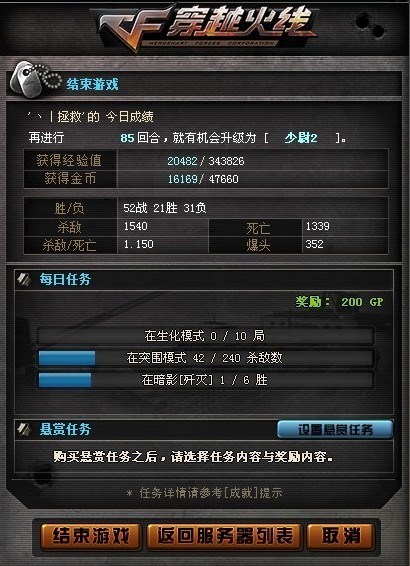 CF 穿越火线
MERCENARY FORCES CORPORATION
结束游戏
'丶丨拯救'的 今日成绩
再进行 85回合，就有机会升级为 [ 少尉2 ]。
获得经验值 20482 / 343826
获得金币 16169 / 47660
胜/负 52战 21胜 31负
杀敌 1540 死亡 1339
杀敌/死亡 1.150 爆头 352
每日任务
奖励： 200 GP
在生化模式 0 / 10 局
在突围模式 42 / 240 杀敌数
在暗影[歼灭] 1 / 6 胜
悬赏任务 设置悬赏任务
购买悬赏任务之后，请选择任务内容与奖励内容。
* 任务详情请参考[成就]提示
结束游戏 返回服务器列表 取消